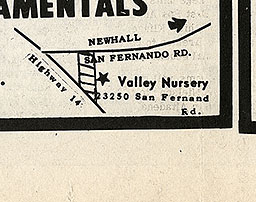 AMENTALS
NEWHALL
SAN FERNANDO RD.
Highway 14
Valley Nursery
23250 San Fernand
Rd.